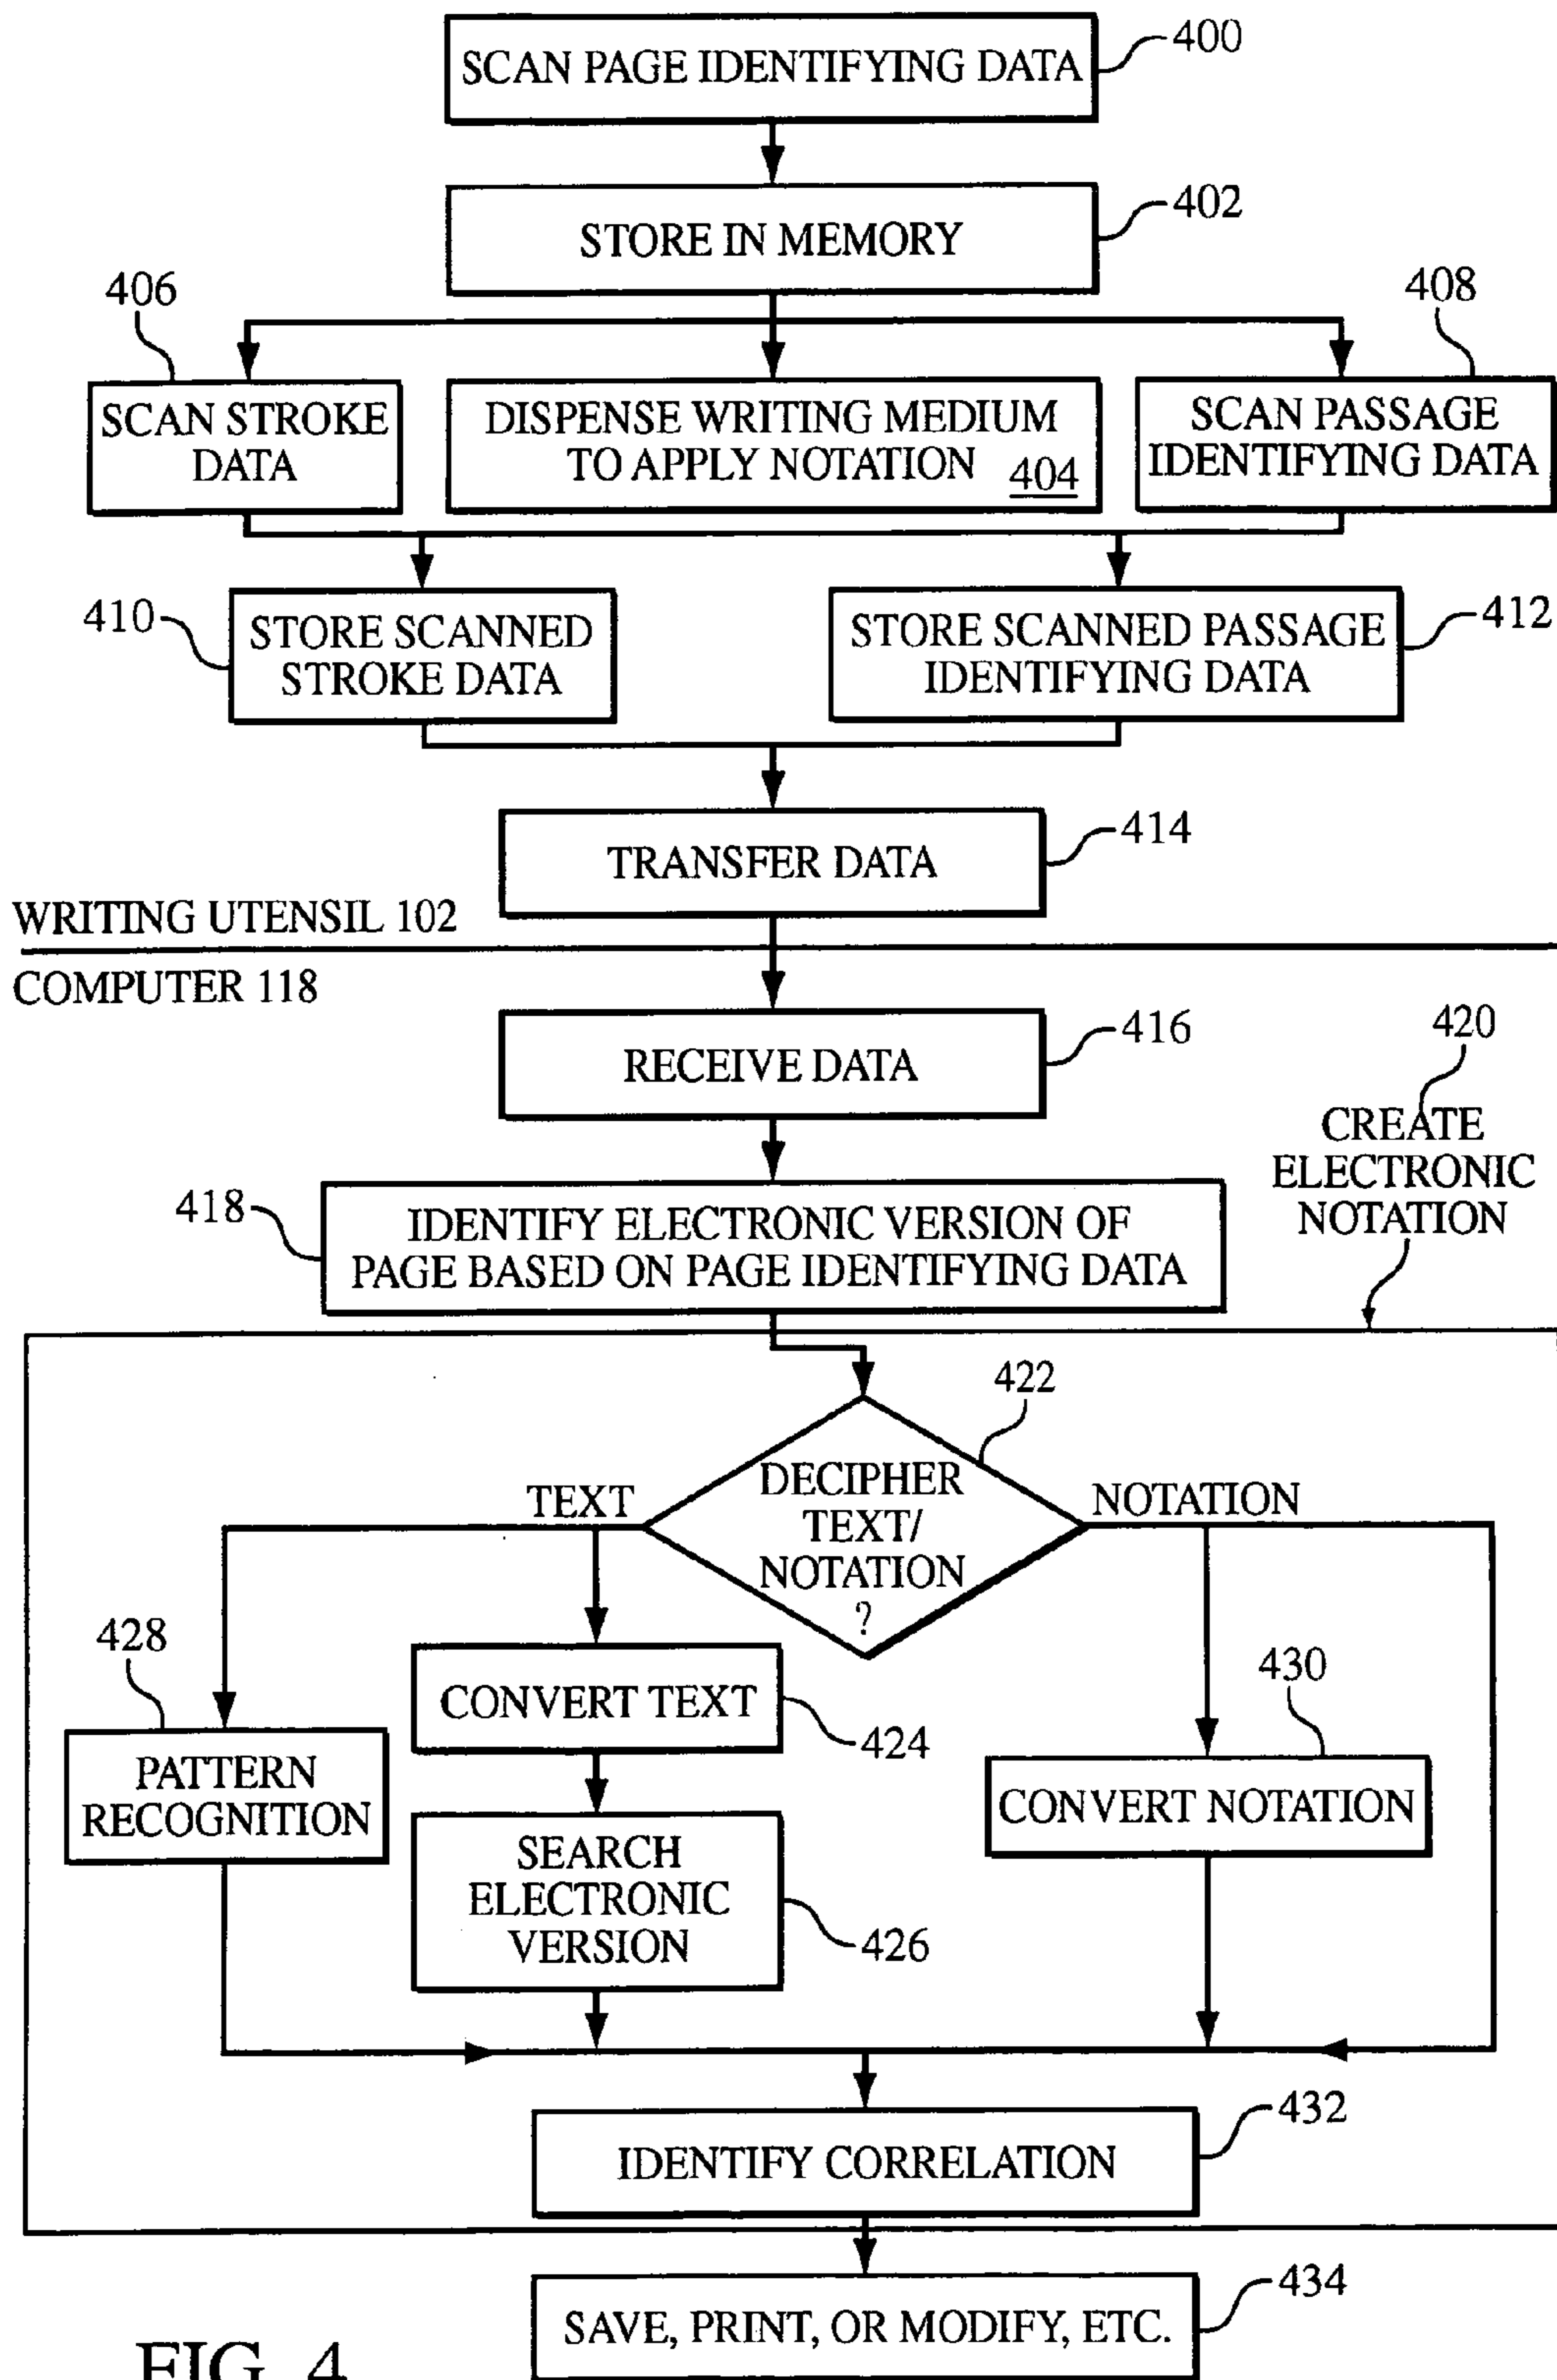 SCAN PAGE IDENTIFYING DATA
400
STORE IN MEMORY
402
406
408
SCAN STROKE
DATA
DISPENSE WRITING MEDIUM
TO APPLY NOTATION 404
SCAN PASSAGE
IDENTIFYING DATA
410
STORE SCANNED
STROKE DATA
STORE SCANNED PASSAGE
IDENTIFYING DATA
412
TRANSFER DATA
414
WRITING UTENSIL 102
COMPUTER 118
RECEIVE DATA
416
420
CREATE
ELECTRONIC
NOTATION
418
IDENTIFY ELECTRONIC VERSION OF
PAGE BASED ON PAGE IDENTIFYING DATA
422
DECIPHER
TEXT/
NOTATION
?
TEXT
NOTATION
428
PATTERN
RECOGNITION
CONVERT TEXT
424
SEARCH
ELECTRONIC
VERSION
426
430
CONVERT NOTATION
IDENTIFY CORRELATION
432
SAVE, PRINT, OR MODIFY, ETC.
434
FIG. 4